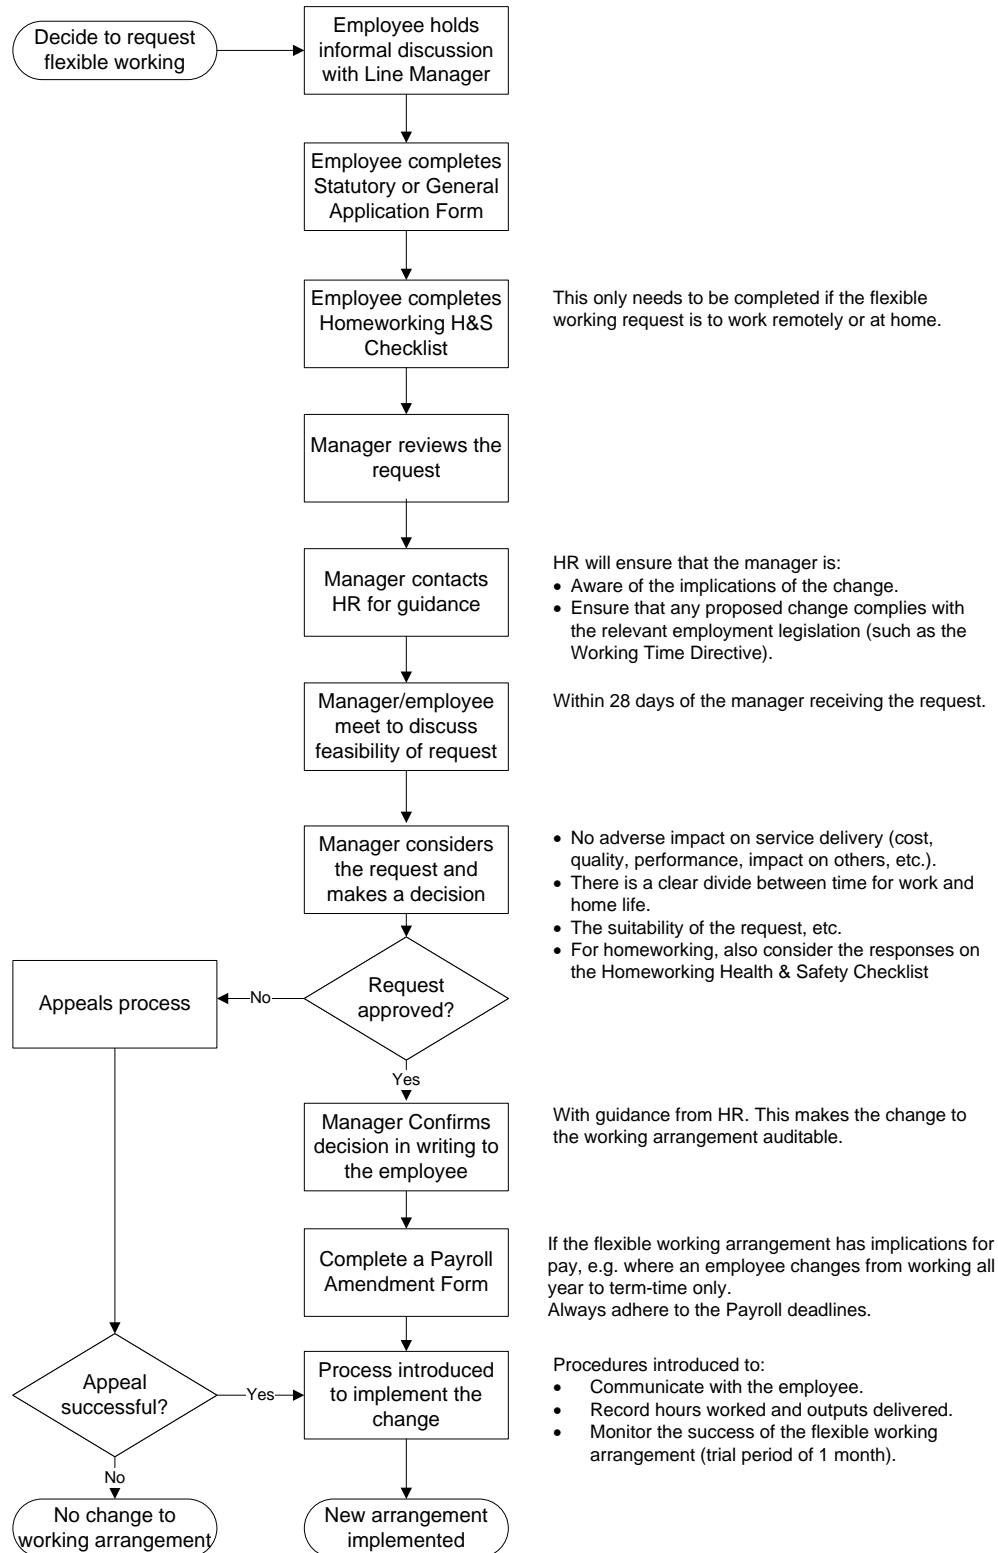 Decide to request
flexible working
Employee holds
informal discussion
with Line Manager
Employee completes
Statutory or General
Application Form
Employee completes
Homeworking H&S
Checklist
This only needs to be completed if the flexible
working request is to work remotely or at home.
Manager reviews the
request
Manager contacts
HR for guidance
HR will ensure that the manager is:
• Aware of the implications of the change.
• Ensure that any proposed change complies with
the relevant employment legislation (such as the
Working Time Directive).
Manager/employee
meet to discuss
feasibility of request
Within 28 days of the manager receiving the request.
Manager considers
the request and
makes a decision
• No adverse impact on service delivery (cost,
quality, performance, impact on others, etc.).
• There is a clear divide between time for work and
home life.
• The suitability of the request, etc.
• For homeworking, also consider the responses on
the Homeworking Health & Safety Checklist
Request
approved?
No
Appeals process
Yes
Manager Confirms
decision in writing to
the employee
With guidance from HR. This makes the change to
the working arrangement auditable.
Complete a Payroll
Amendment Form
If the flexible working arrangement has implications for
pay, e.g. where an employee changes from working all
year to term-time only.
Always adhere to the Payroll deadlines.
Appeal
successful?
Yes
Process introduced
to implement the
change
Procedures introduced to:
• Communicate with the employee.
• Record hours worked and outputs delivered.
• Monitor the success of the flexible working
arrangement (trial period of 1 month).
No
No change to
working arrangement
New arrangement
implemented